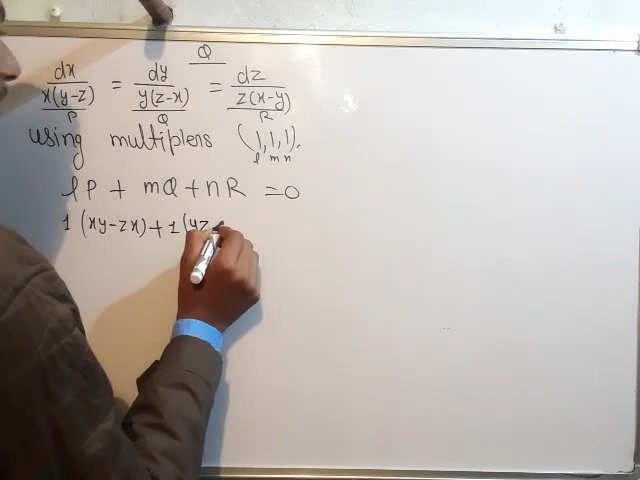 Q
dx/x(y-z) = dy/y(z-x) = dz/z(x-y)
P Q R
using multipliers (1,1,1).
l m n
lP + mQ + nR = 0
1 (xy-zx) + 1 (yz